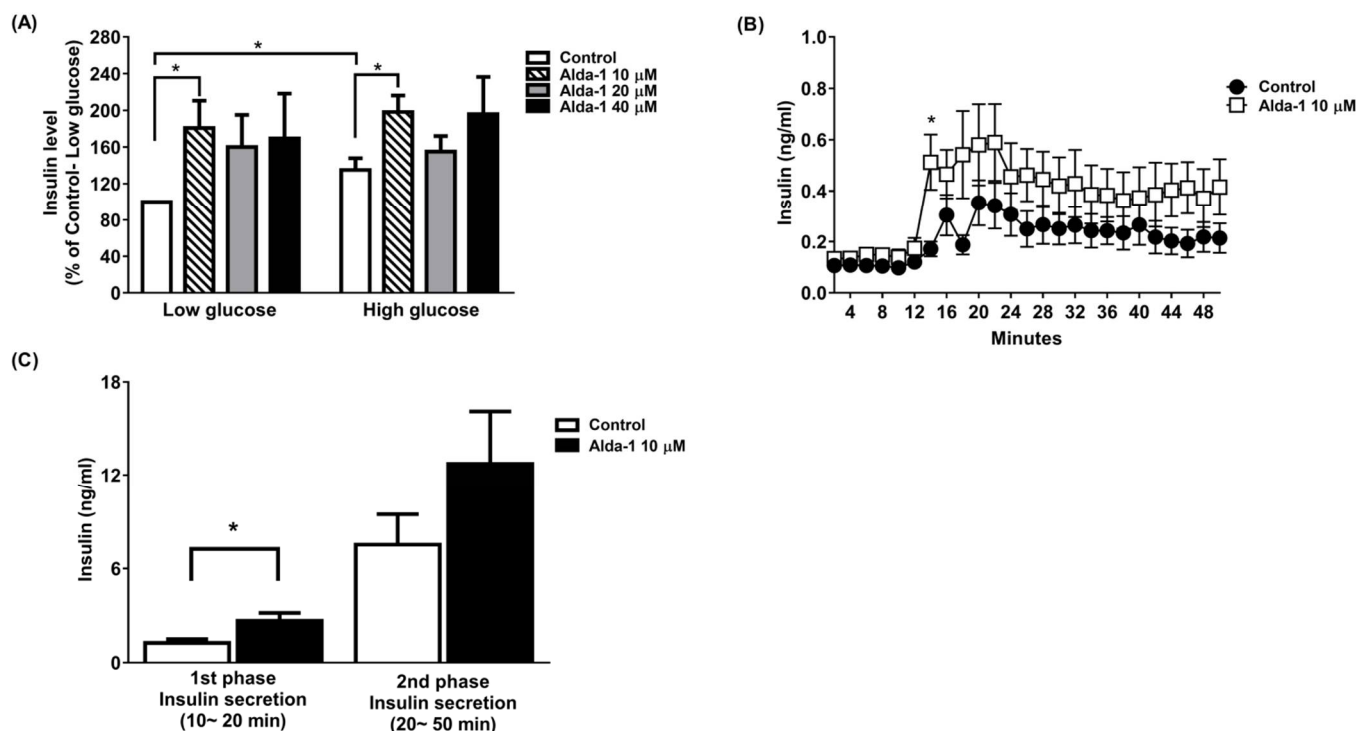 (A)
Insulin level
(% of Control- Low glucose)
280
240
200
160
120
80
40
0
*
*
*
Low glucose
High glucose
Control
Alda-1 10 μM
Alda-1 20 μM
Alda-1 40 μM
(B)
Insulin (ng/ml)
1.0
0.8
0.6
0.4
0.2
0.0
*
4 8 12 16 20 24 28 32 36 40 44 48
Minutes
Control
Alda-1 10 μM
(C)
Insulin (ng/ml)
18
12
6
0
*
1st phase
Insulin secretion
(10~ 20 min)
2nd phase
Insulin secretion
(20~ 50 min)
Control
Alda-1 10 μM